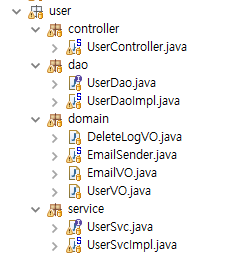 user
controller
UserController.java
dao
UserDao.java
UserDaoImpl.java
domain
DeleteLogVO.java
EmailSender.java
EmailVO.java
UserVO.java
service
UserSvc.java
UserSvcImpl.java